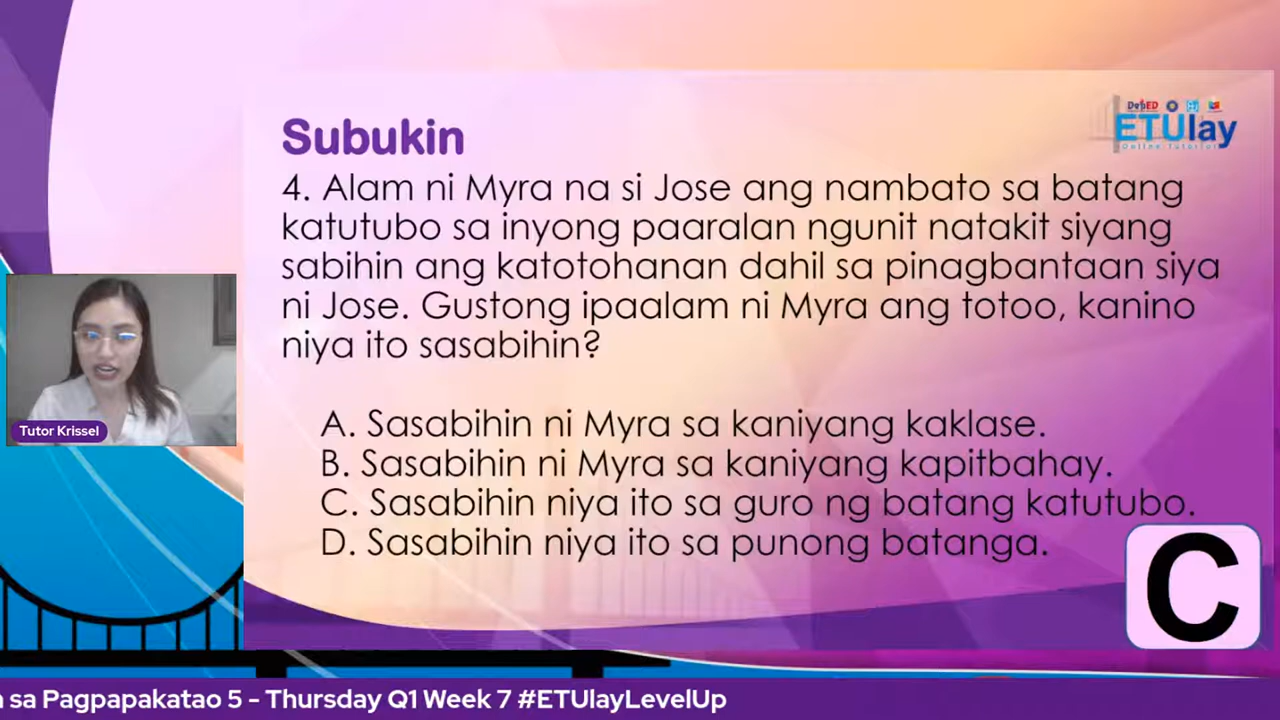 DepED
ETUlay
Online Tutorial
Subukin
4. Alam ni Myra na si Jose ang nambato sa batang
katutubo sa inyong paaralan ngunit natakit siyang
sabihin ang katotohanan dahil sa pinagbantaan siya
ni Jose. Gustong ipaalam ni Myra ang totoo, kanino
niya ito sasabihin?
A. Sasabihin ni Myra sa kaniyang kaklase.
B. Sasabihin ni Myra sa kaniyang kapitbahay.
C. Sasabihin niya ito sa guro ng batang katutubo.
D. Sasabihin niya ito sa punong batanga.
C
Tutor Krissel
sa Pagpapakatao 5 - Thursday Q1 Week 7 #ETUlayLevelUp